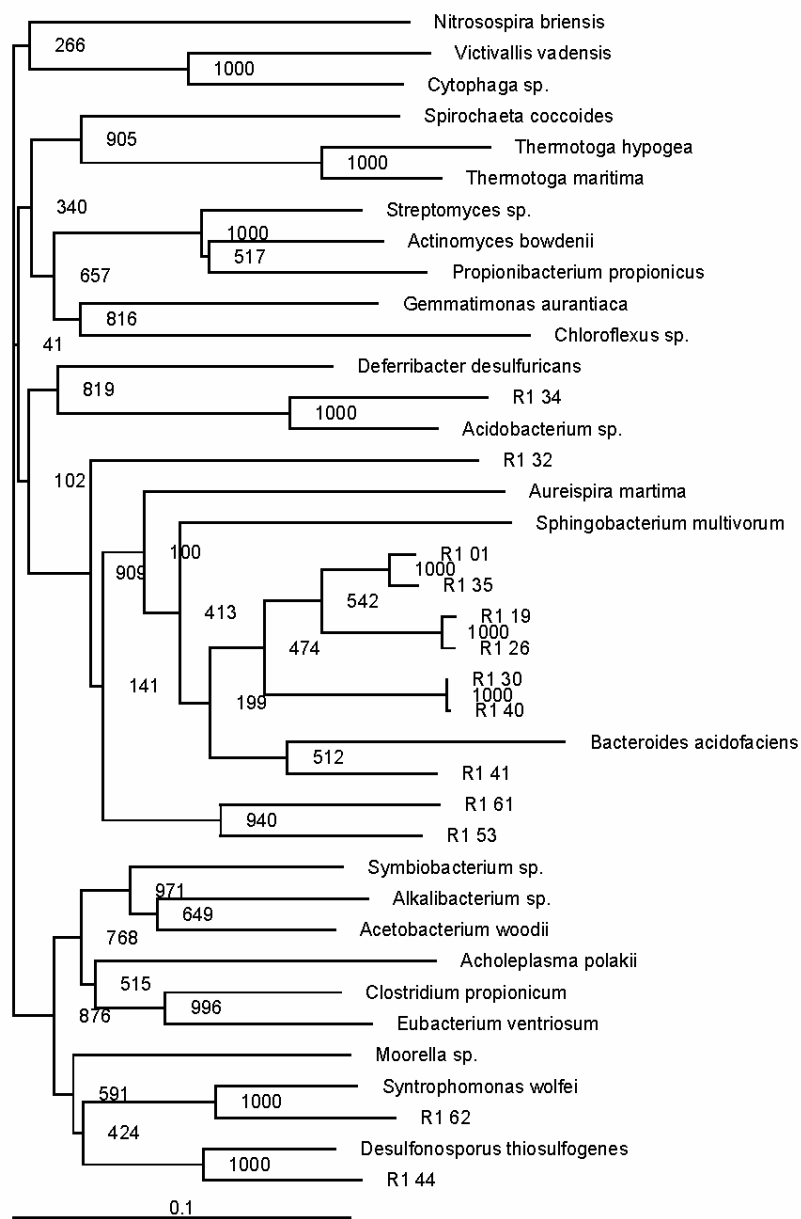 Nitrosospira briensis
266
Victivallis vadensis
1000
Cytophaga sp.
Spirochaeta coccoides
905
Thermotoga hypogea
1000
Thermotoga maritima
340
Streptomyces sp.
1000
Actinomyces bowdenii
517
Propionibacterium propionicus
657
Gemmatimonas aurantiaca
816
Chloroflexus sp.
41
Deferribacter desulfuricans
819
R1 34
1000
Acidobacterium sp.
R1 32
102
Aureispira martima
Sphingobacterium multivorum
100
R1 01
909
1000
R1 35
542
413
R1 19
1000
474
R1 26
R1 30
141
1000
199
R1 40
Bacteroides acidofaciens
512
R1 41
R1 61
940
R1 53
Symbiobacterium sp.
971
Alkalibacterium sp.
649
Acetobacterium woodii
768
Acholeplasma polakii
515
Clostridium propionicum
996
876
Eubacterium ventriosum
Moorella sp.
Syntrophomonas wolfei
591
1000
R1 62
424
Desulfonosporus thiosulfogenes
1000
R1 44
0.1